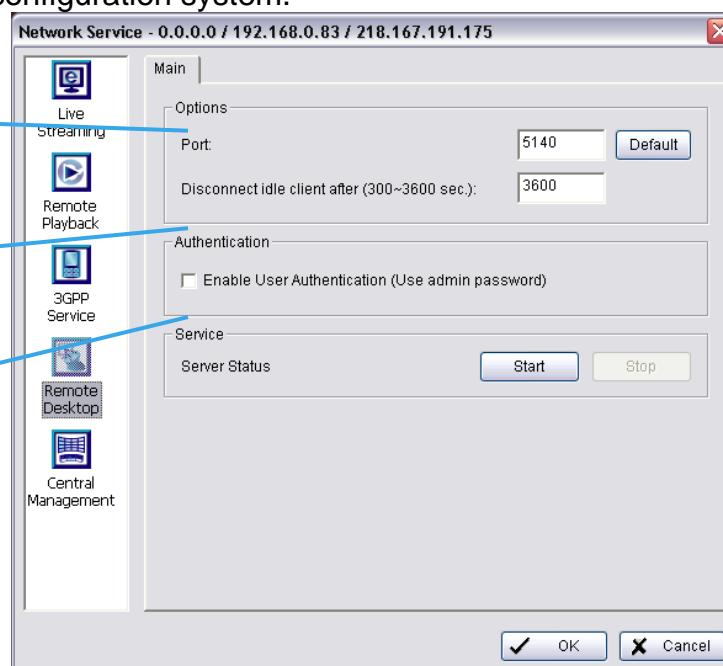 configuration system.
Network Service - 0.0.0.0 / 192.168.0.83 / 218.167.191.175
Live
Streaming
Remote
Playback
3GPP
Service
Remote
Desktop
Central
Management
Main
Options
Port:
5140
Default
Disconnect idle client after (300~3600 sec.):
3600
Authentication
Enable User Authentication (Use admin password)
Service
Server Status
Start
Stop
OK
Cancel